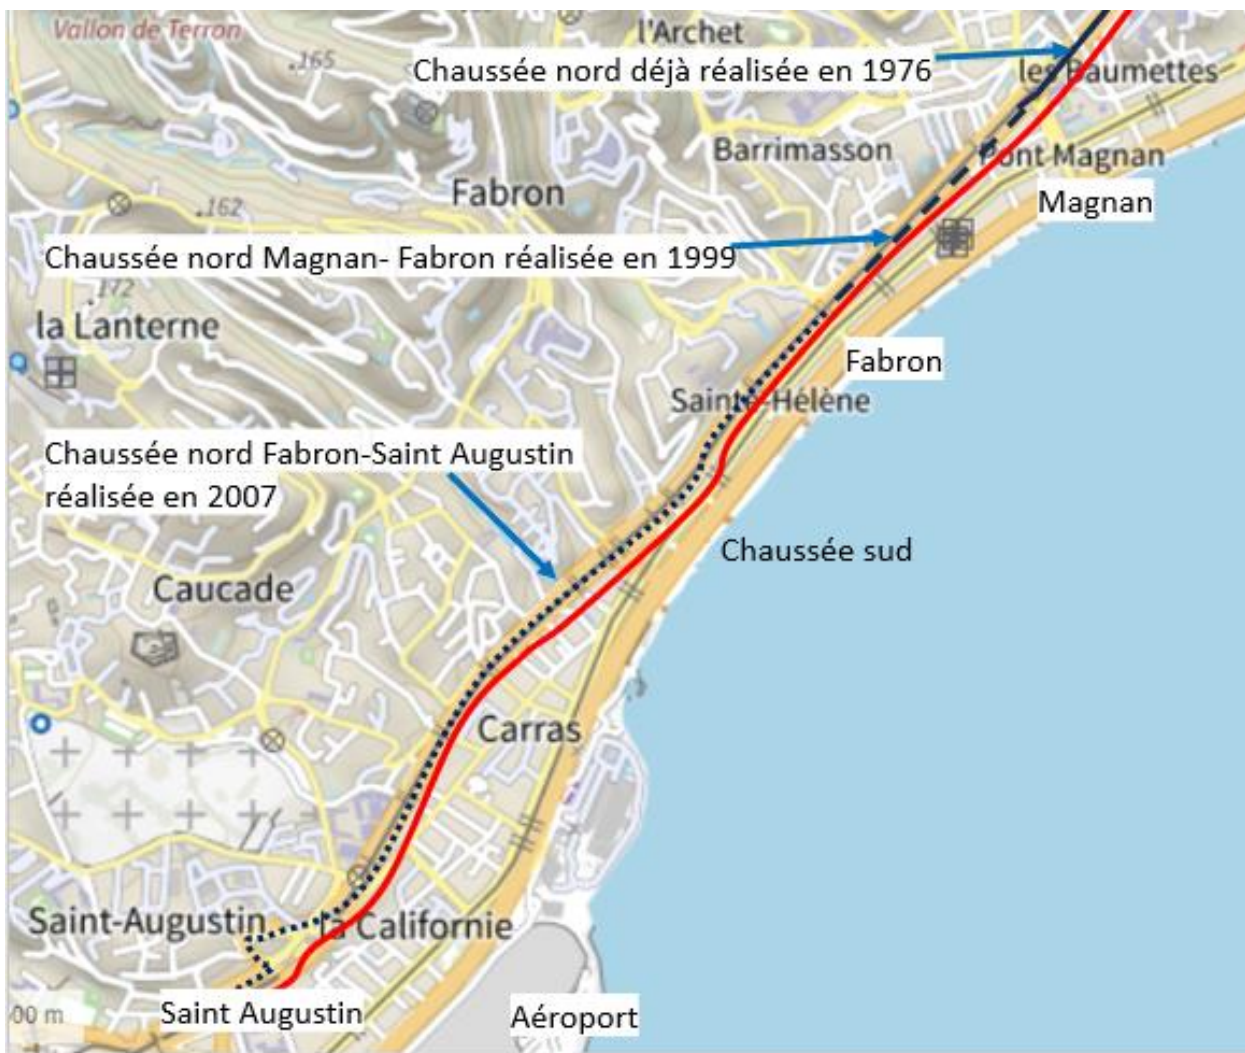 Vallon de Terron
l'Archet
165
Chaussée nord déjà réalisée en 1976
les Baumettes
Barrimasson
Pont Magnan
Fabron
162
Magnan
Chaussée nord Magnan- Fabron réalisée en 1999
172
la Lanterne
Fabron
Sainte-Hélène
Chaussée nord Fabron-Saint Augustin
réalisée en 2007
Chaussée sud
Caucade
Carras
Saint-Augustin
la Californie
Saint Augustin
Aéroport
00 m